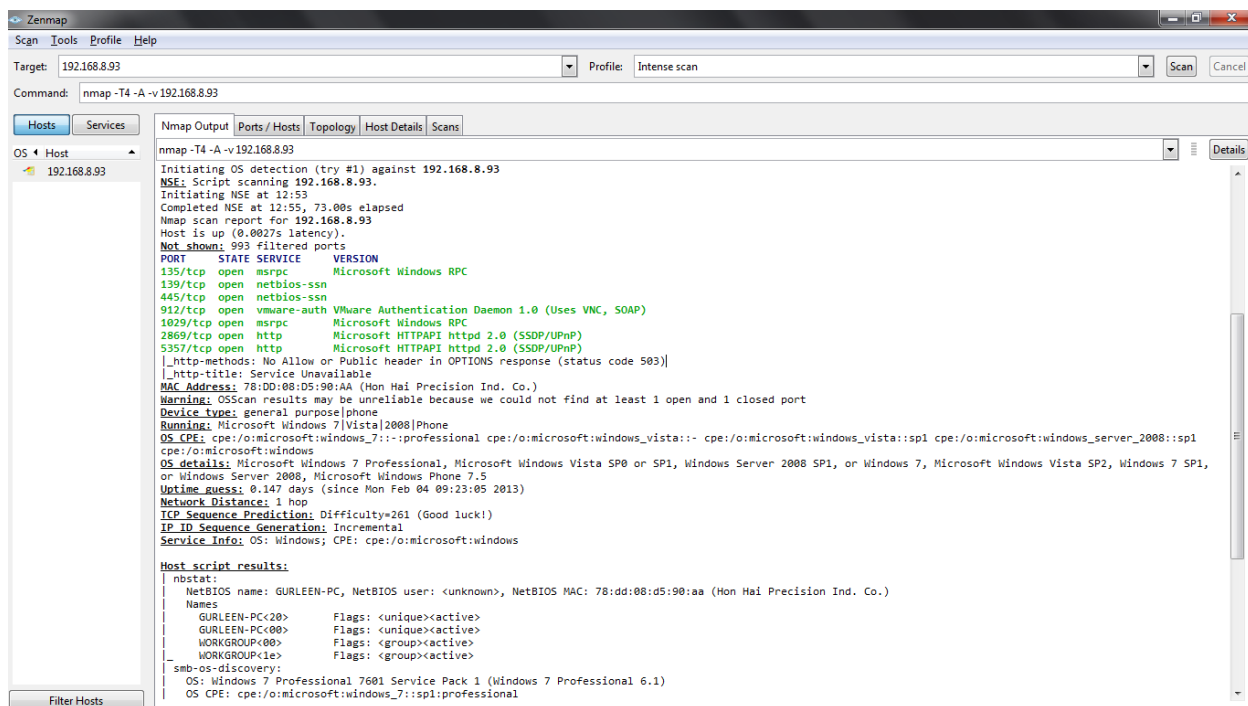 Zenmap
Scan Tools Profile Help
Target: 192.168.8.93 Profile: Intense scan Scan Cancel
Command: nmap -T4 -A -v 192.168.8.93
Hosts Services Nmap Output Ports / Hosts Topology Host Details Scans
OS Host nmap -T4 -A -v 192.168.8.93 Details
192.168.8.93
Initiating OS detection (try #1) against 192.168.8.93
NSE: Script scanning 192.168.8.93.
Initiating NSE at 12:53
Completed NSE at 12:55, 73.00s elapsed
Nmap scan report for 192.168.8.93
Host is up (0.0027s latency).
Not shown: 993 filtered ports
PORT STATE SERVICE VERSION
135/tcp open msrpc Microsoft Windows RPC
139/tcp open netbios-ssn
445/tcp open netbios-ssn
912/tcp open vmware-auth VMware Authentication Daemon 1.0 (Uses VNC, SOAP)
1029/tcp open msrpc Microsoft Windows RPC
2869/tcp open http Microsoft HTTPAPI httpd 2.0 (SSDP/UPnP)
5357/tcp open http Microsoft HTTPAPI httpd 2.0 (SSDP/UPnP)
|_http-methods: No Allow or Public header in OPTIONS response (status code 503)
|_http-title: Service Unavailable
MAC Address: 78:DD:08:D5:90:AA (Hon Hai Precision Ind. Co.)
Warning: OSScan results may be unreliable because we could not find at least 1 open and 1 closed port
Device type: general purpose|phone
Running: Microsoft Windows 7|Vista|2008|Phone
OS CPE: cpe:/o:microsoft:windows_7::-:professional cpe:/o:microsoft:windows_vista::- cpe:/o:microsoft:windows_vista::sp1 cpe:/o:microsoft:windows_server_2008::sp1
cpe:/o:microsoft:windows
OS details: Microsoft Windows 7 Professional, Microsoft Windows Vista SP0 or SP1, Windows Server 2008 SP1, or Windows 7, Microsoft Windows Vista SP2, Windows 7 SP1,
or Windows Server 2008, Microsoft Windows Phone 7.5
Uptime guess: 0.147 days (since Mon Feb 04 09:23:05 2013)
Network Distance: 1 hop
TCP Sequence Prediction: Difficulty=261 (Good luck!)
IP ID Sequence Generation: Incremental
Service Info: OS: Windows; CPE: cpe:/o:microsoft:windows
Host script results:
| nbstat:
| NetBIOS name: GURLEEN-PC, NetBIOS user: <unknown>, NetBIOS MAC: 78:dd:08:d5:90:aa (Hon Hai Precision Ind. Co.)
| Names
| GURLEEN-PC<20> Flags: <unique><active>
| GURLEEN-PC<00> Flags: <unique><active>
| WORKGROUP<00> Flags: <group><active>
|_ WORKGROUP<1e> Flags: <group><active>
| smb-os-discovery:
| OS: Windows 7 Professional 7601 Service Pack 1 (Windows 7 Professional 6.1)
| OS CPE: cpe:/o:microsoft:windows_7::sp1:professional
Filter Hosts